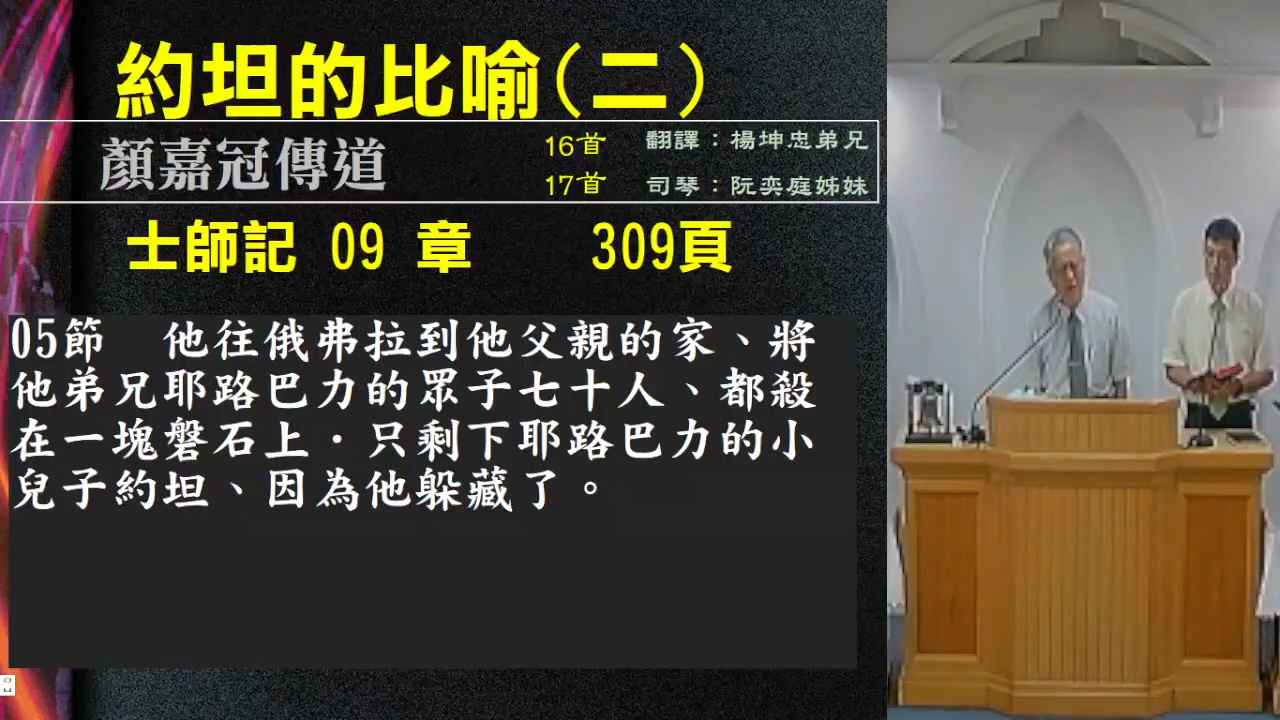 約坦的比喻(二)
顏嘉冠傳道
16首 翻譯：楊坤忠弟兄
17首 司琴：阮奕庭姊妹
士師記 09 章 309頁
05節 他往俄弗拉到他父親的家、將
他弟兄耶路巴力的眾子七十人、都殺
在一塊磐石上．只剩下耶路巴力的小
兒子約坦、因為他躲藏了。